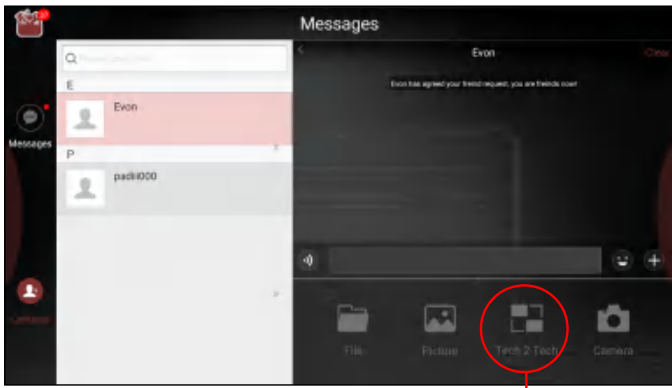 Messages
E
Evon
P
padIII000
Messages
Evon
Clear
Evon has agreed your friend request, you are friends now!
File
Picture
Tech 2 Tech
Camera